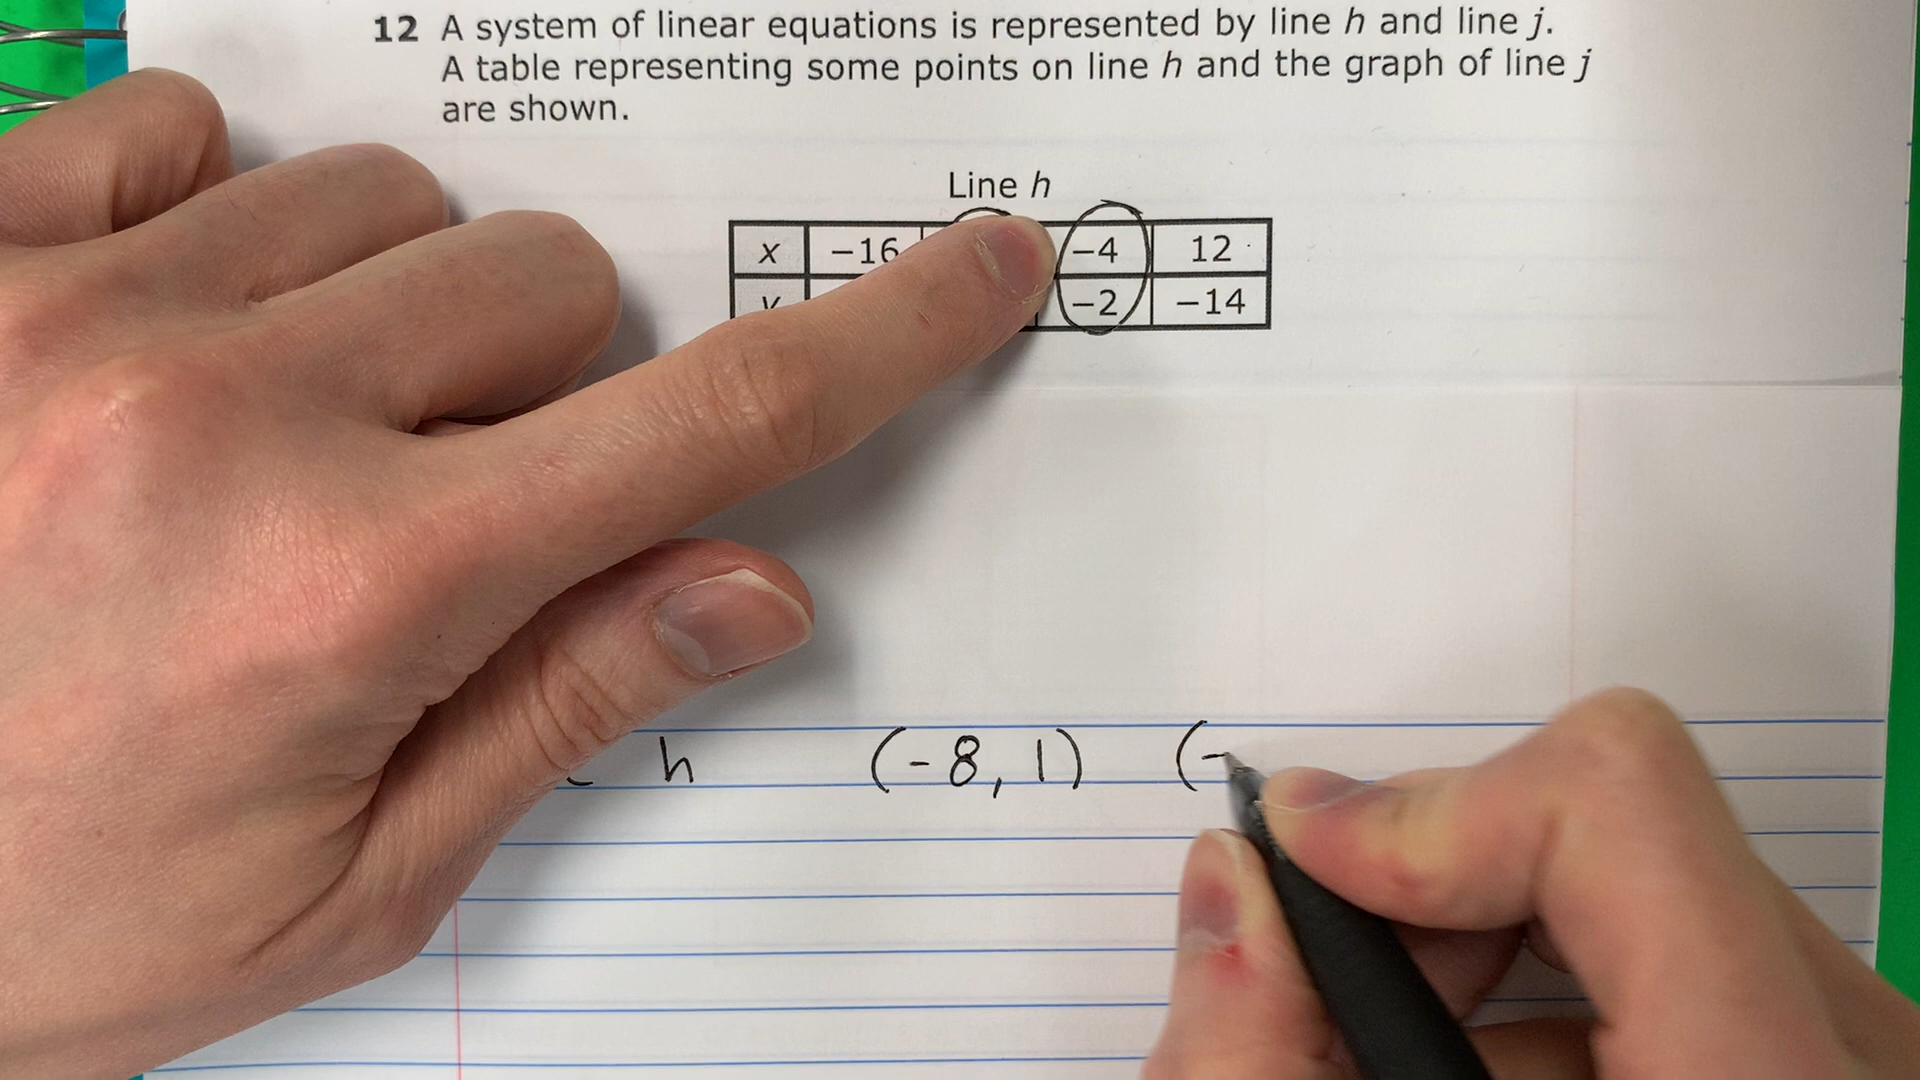 12 A system of linear equations is represented by line h and line j.
A table representing some points on line h and the graph of line j
are shown.
Line h
x −16 −4 12
y −2 −14
h (-8, 1) (-